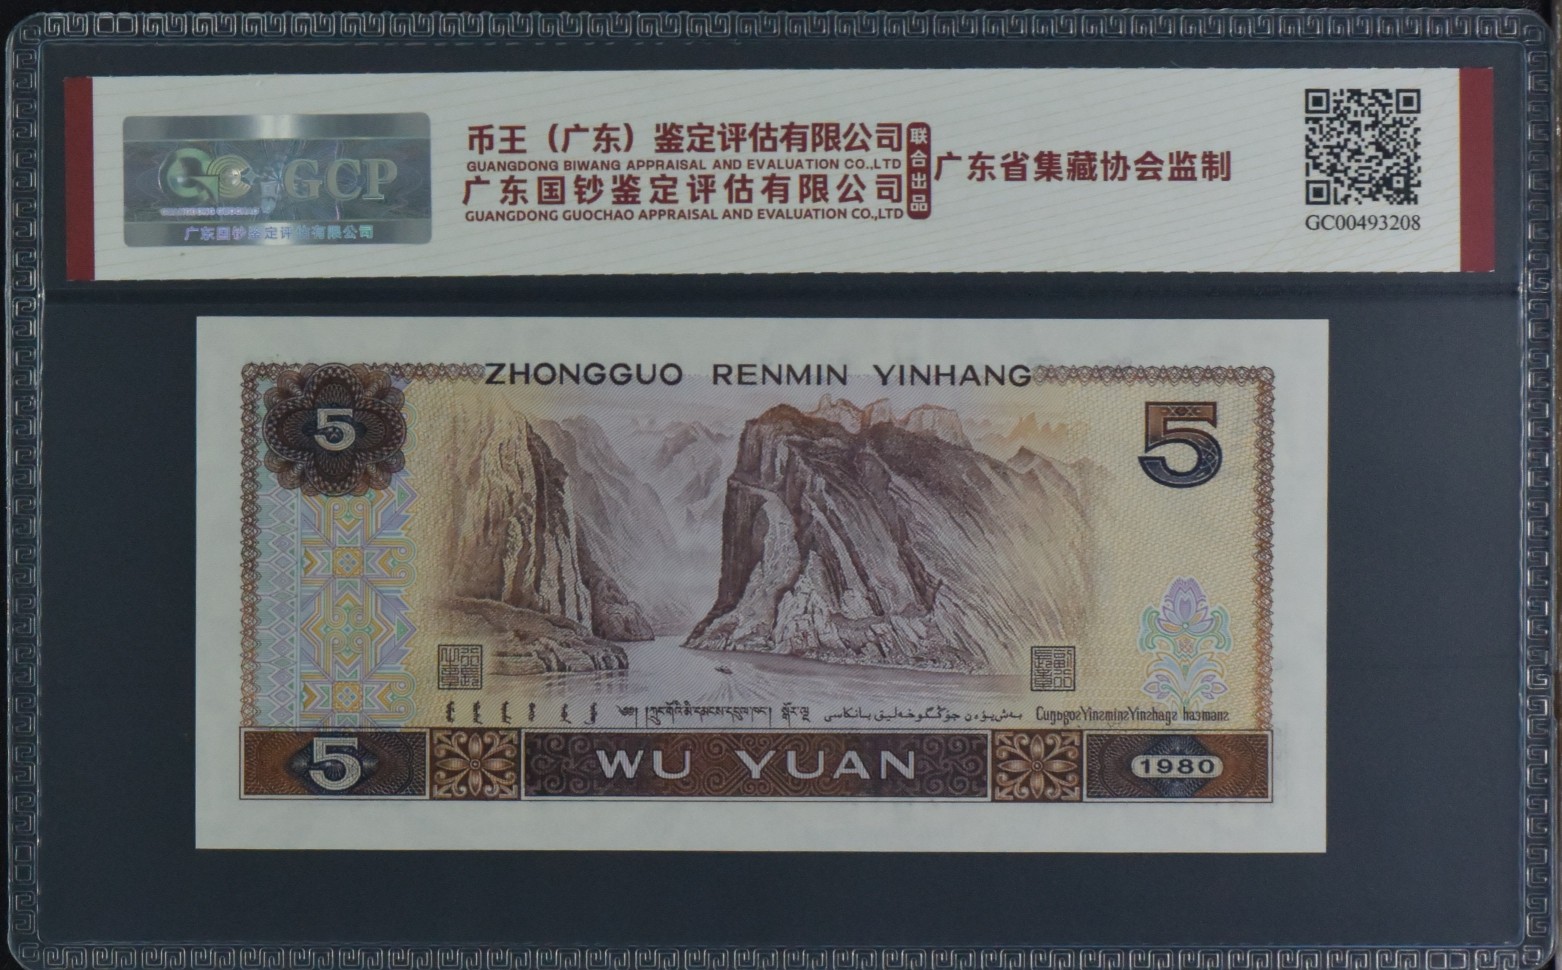 GCP
广东国钞鉴定评估有限公司
币王（广东）鉴定评估有限公司
GUANGDONG BIWANG APPRAISAL AND EVALUATION CO.,LTD
广东国钞鉴定评估有限公司
GUANGDONG GUOCHAO APPRAISAL AND EVALUATION CO.,LTD
联合出品
广东省集藏协会监制
GC00493208
ZHONGGUO RENMIN YINHANG
5
5
5
WU YUAN
1980